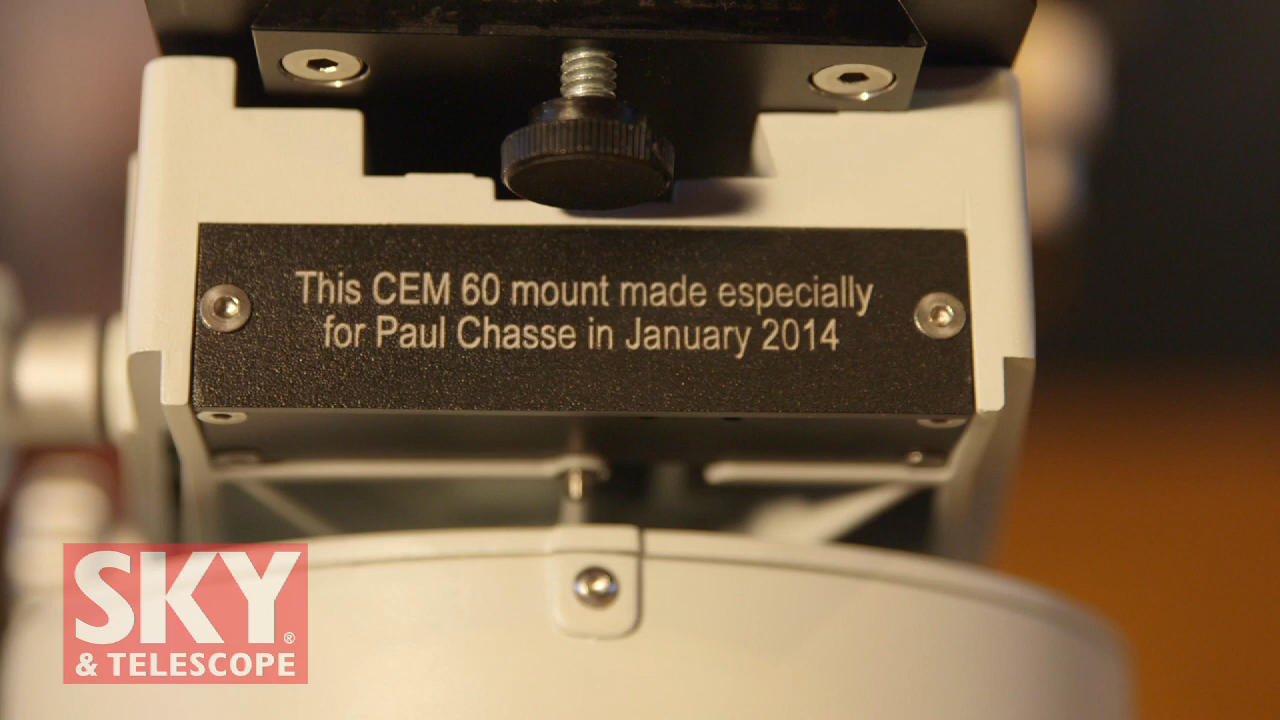 This CEM 60 mount made especially
for Paul Chasse in January 2014
SKY®
& TELESCOPE